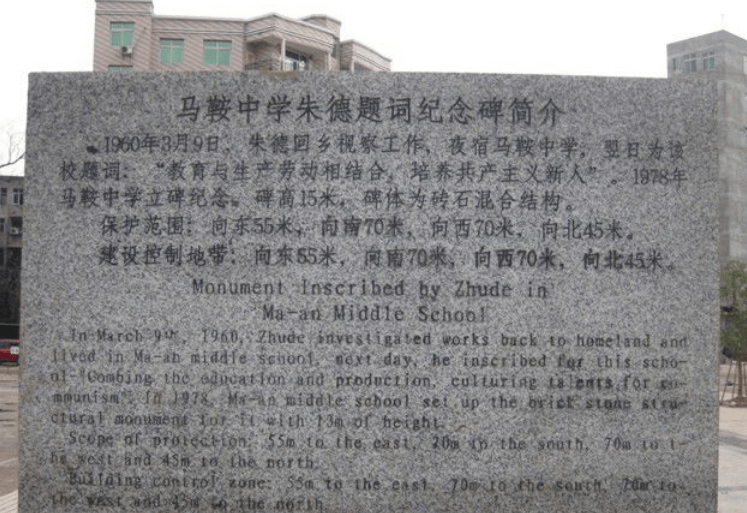 马鞍中学朱德题词纪念碑简介
1960年3月9日，朱德回乡视察工作，夜宿马鞍中学，翌日为该
校题词：“教育与生产劳动相结合，培养共产主义新人”。1978年
马鞍中学立碑纪念。碑高15米，碑体为砖石混合结构。
保护范围：向东55米，向南70米，向西70米，向北45米。
建设控制地带：向东55米，向南70米，向西70米，向北45米。
Monument Inscribed by Zhude in
Ma-an Middle School
In March 9th, 1960, Zhude investigated works back to homeland and
lived in Ma-an middle school, next day, he inscribed for this scho-
ol-"Combing the education and production, culturing talents for co-
mmunism". In 1978, Ma-an middle school set up the brick stone stru-
ctural monument for it with 13m of height.
Scope of protection: 55m to the east, 20m to the south, 70m to t-
he west and 45m to the north.
Building control zone: 55m to the east, 70m to the south, 70m to
the west and 45m to the north.